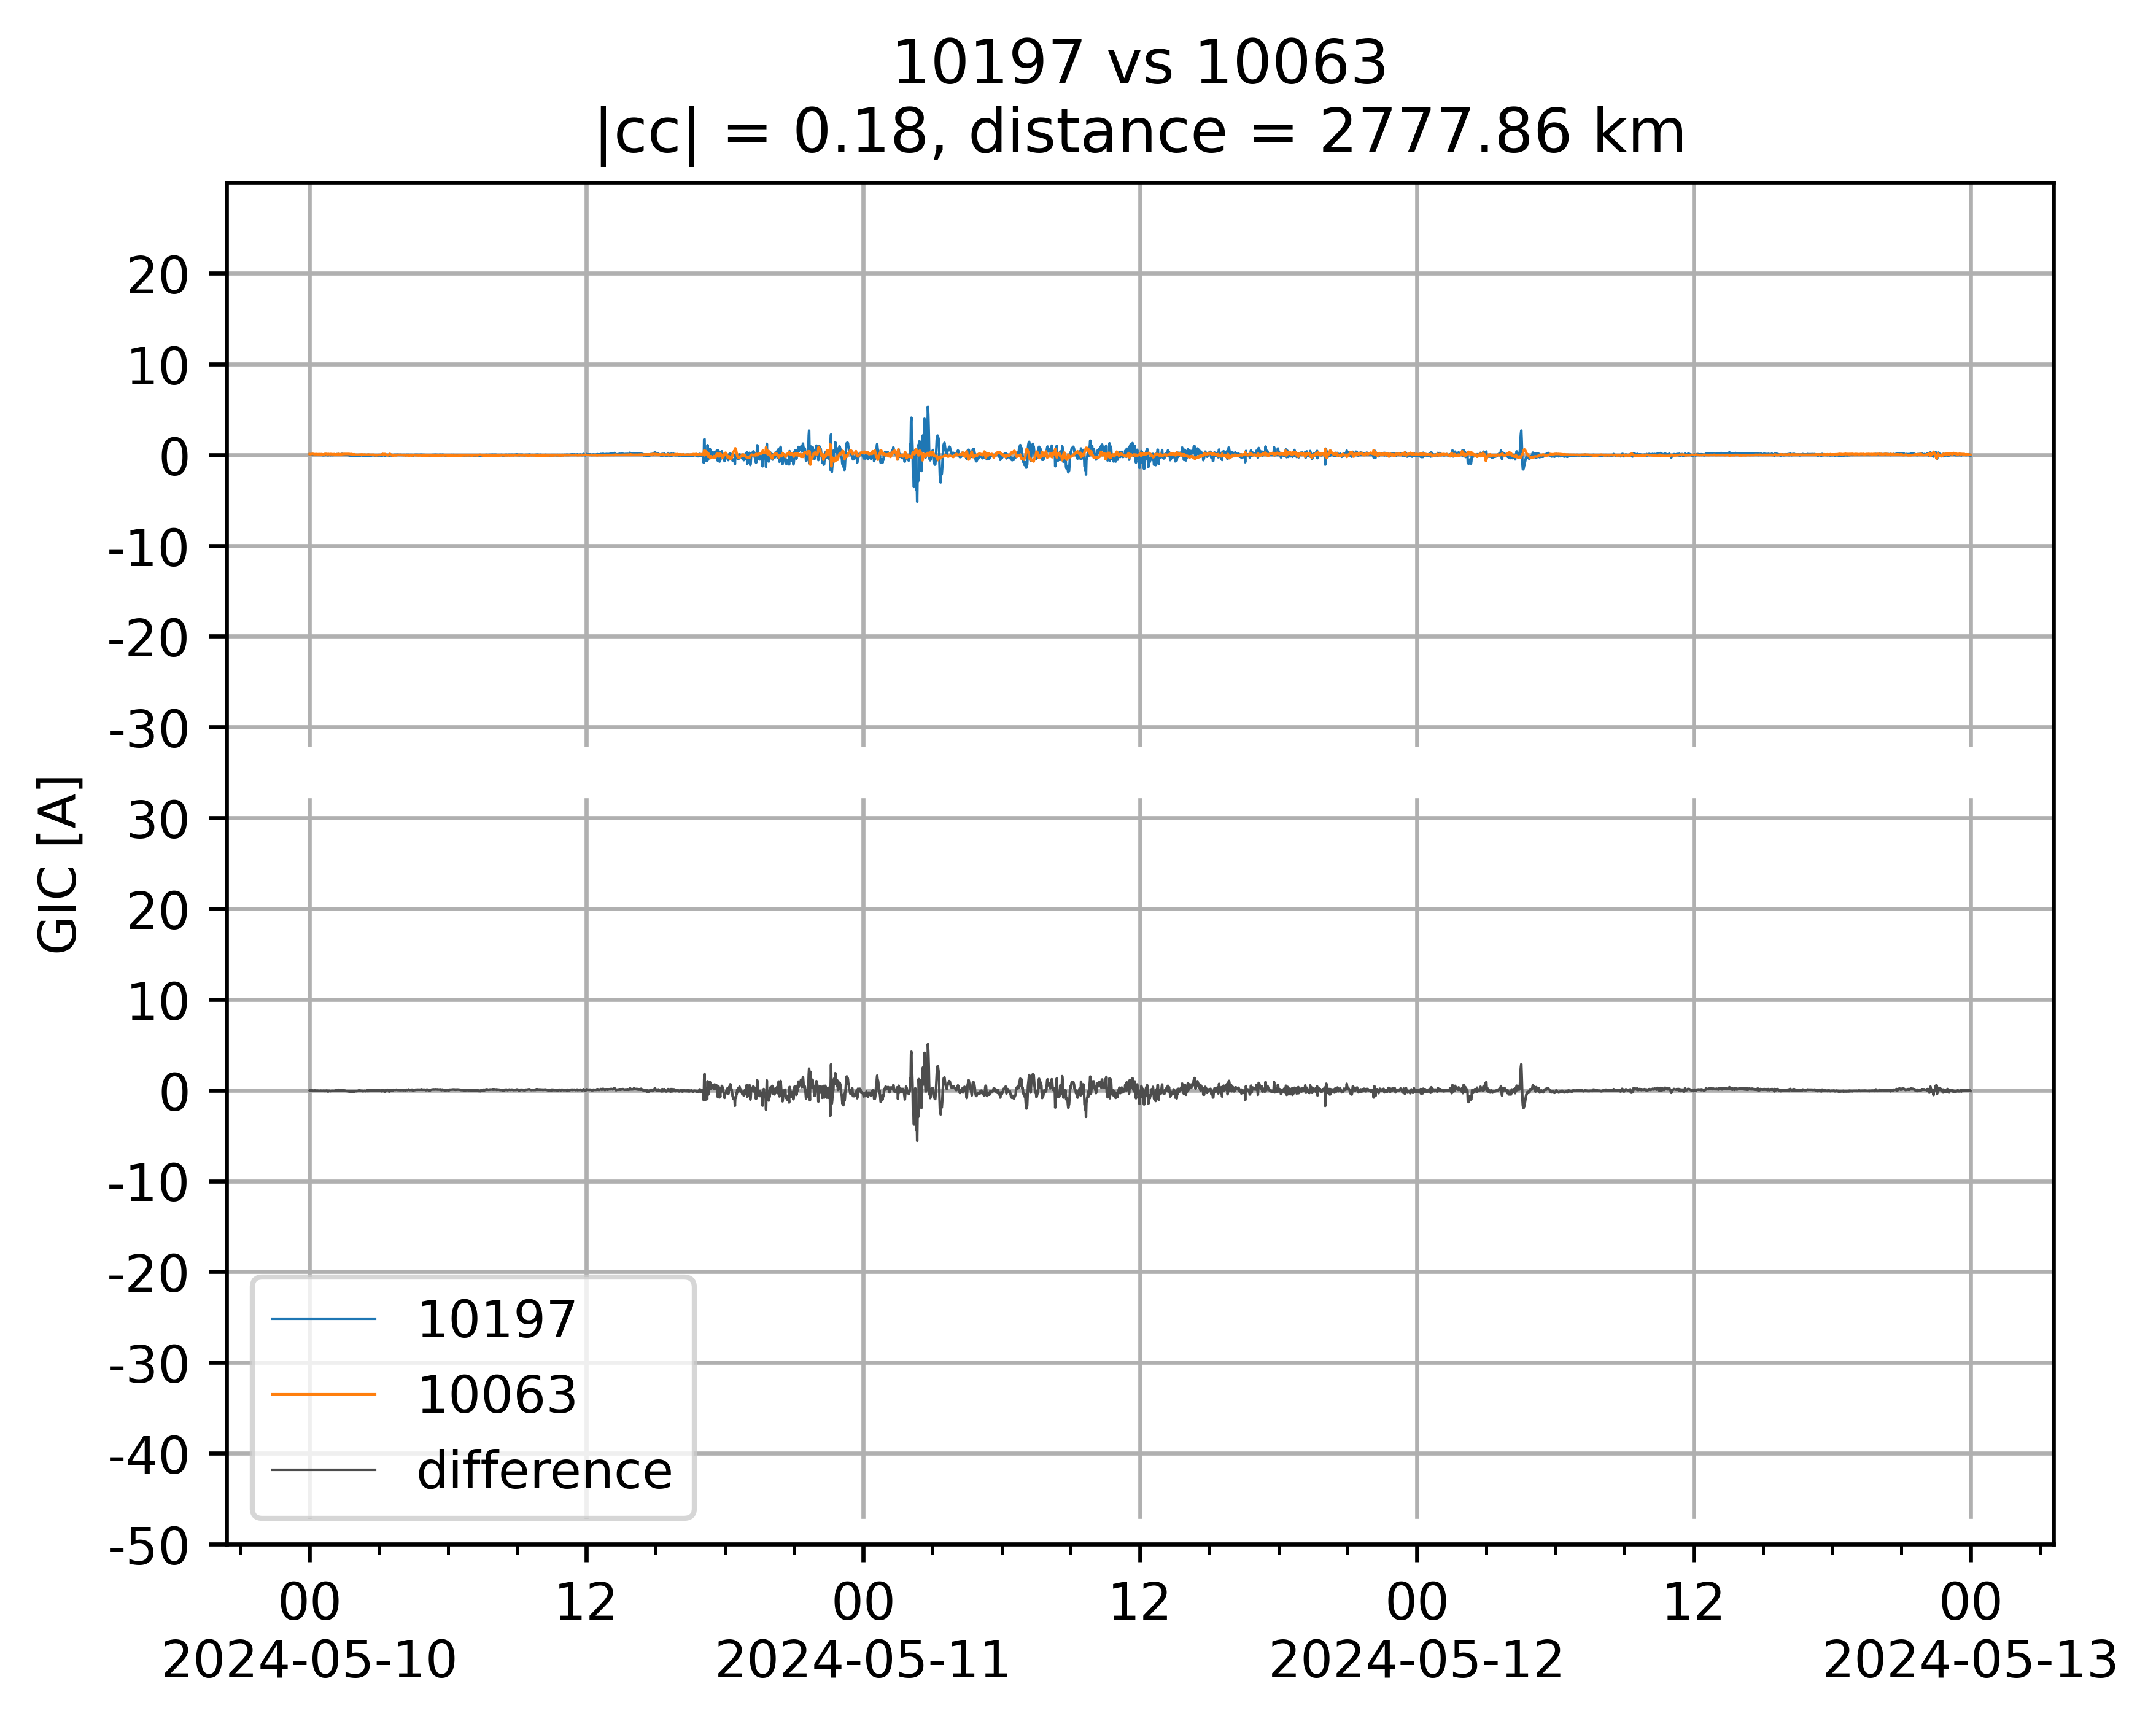 10197 vs 10063
|cc| = 0.18, distance = 2777.86 km
20
10
0
-10
-20
-30
30
20
10
0
-10
-20
-30
-40
-50
GIC [A]
10197
10063
difference
00 12 00 12 00 12 00
2024-05-10 2024-05-11 2024-05-12 2024-05-13